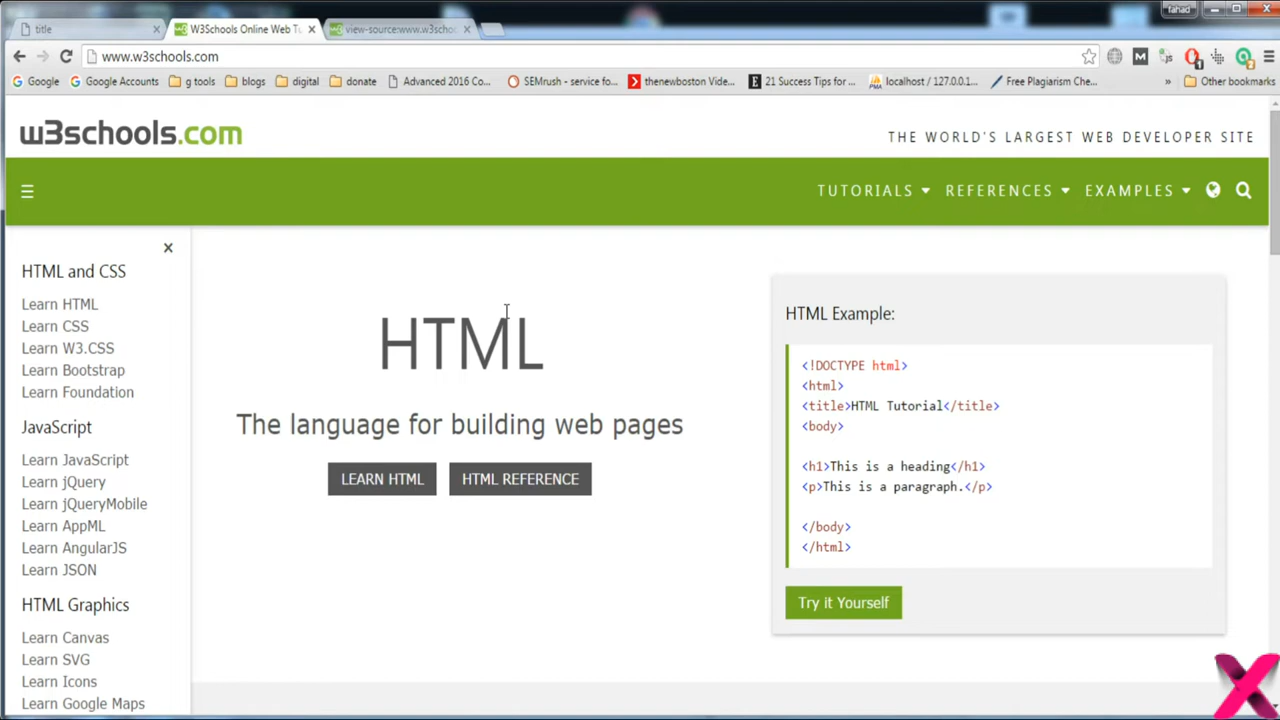 fahad
title
W3Schools Online Web Tu
view-source:www.w3schoo
www.w3schools.com
Google
Google Accounts
g tools
blogs
digital
donate
Advanced 2016 Co...
SEMrush - service fo...
thenewboston Vide...
21 Success Tips for ...
localhost / 127.0.0.1...
Free Plagiarism Che...
»
Other bookmarks
w3schools.com
THE WORLD'S LARGEST WEB DEVELOPER SITE
TUTORIALS
REFERENCES
EXAMPLES
HTML and CSS
Learn HTML
Learn CSS
Learn W3.CSS
Learn Bootstrap
Learn Foundation
JavaScript
Learn JavaScript
Learn jQuery
Learn jQueryMobile
Learn AppML
Learn AngularJS
Learn JSON
HTML Graphics
Learn Canvas
Learn SVG
Learn Icons
Learn Google Maps
HTML
The language for building web pages
LEARN HTML
HTML REFERENCE
HTML Example:
<!DOCTYPE html>
<html>
<title>HTML Tutorial</title>
<body>
<h1>This is a heading</h1>
<p>This is a paragraph.</p>
</body>
</html>
Try it Yourself
X